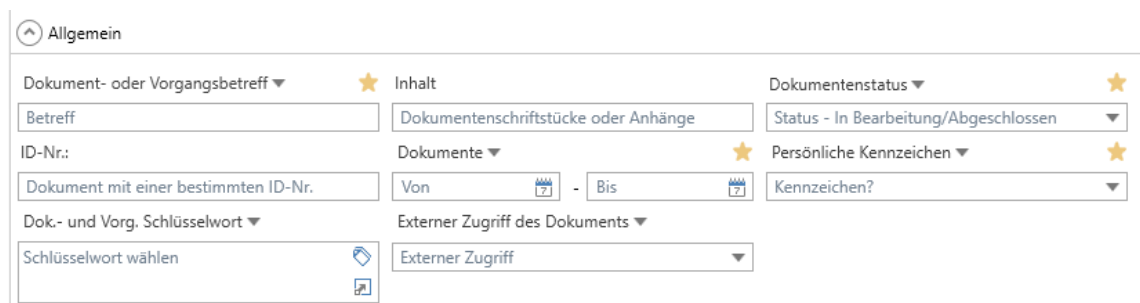 Allgemein
Dokument- oder Vorgangsbetreff
Inhalt
Dokumentenstatus
Betreff
Dokumentenschriftstücke oder Anhänge
Status - In Bearbeitung/Abgeschlossen
ID-Nr.:
Dokumente
Persönliche Kennzeichen
Dokument mit einer bestimmten ID-Nr.
Von 7 - Bis 7
Kennzeichen?
Dok.- und Vorg. Schlüsselwort
Externer Zugriff des Dokuments
Schlüsselwort wählen
Externer Zugriff